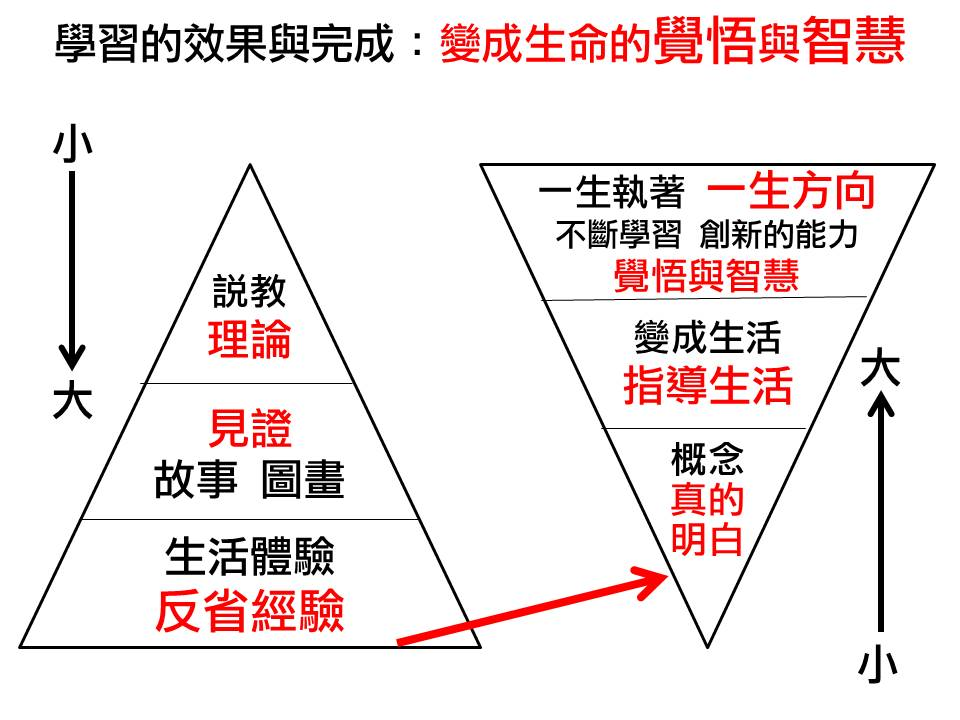 學習的效果與完成：變成生命的覺悟與智慧
小
大
説教
理論
見證
故事 圖畫
生活體驗
反省經驗
一生執著 一生方向
不斷學習 創新的能力
覺悟與智慧
變成生活
指導生活
概念
真的
明白
大
小